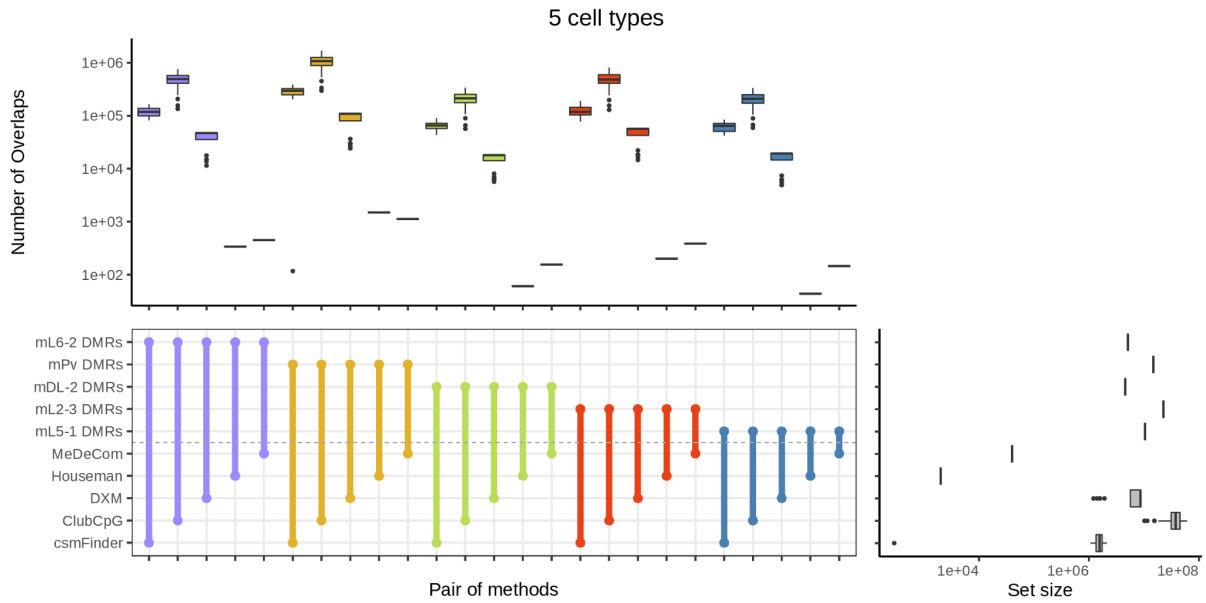 5 cell types
Number of Overlaps
1e+06
1e+05
1e+04
1e+03
1e+02
mL6-2 DMRs
mPv DMRs
mDL-2 DMRs
mL2-3 DMRs
mL5-1 DMRs
MeDeCom
Houseman
DXM
ClubCpG
csmFinder
Pair of methods
1e+04 1e+06 1e+08
Set size